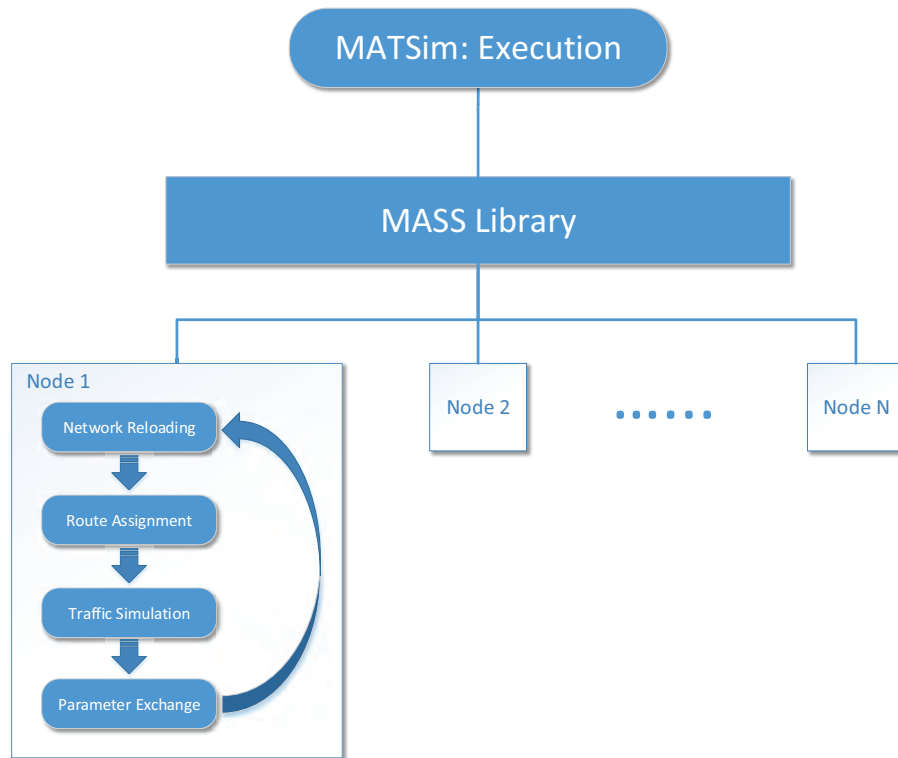 MATSim: Execution
MASS Library
Node 1
Network Reloading
Route Assignment
Traffic Simulation
Parameter Exchange
Node 2
......
Node N